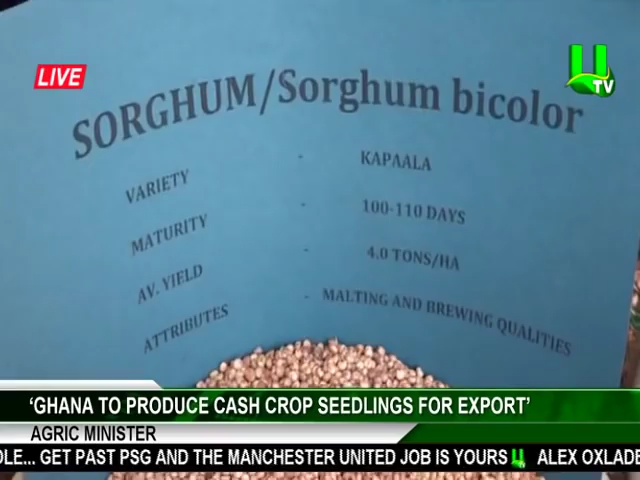 LIVE
UTV
SORGHUM/Sorghum bicolor
VARIETY - KAPAALA
MATURITY - 100-110 DAYS
AV. YIELD - 4.0 TONS/HA
ATTRIBUTES - MALTING AND BREWING QUALITIES
‘GHANA TO PRODUCE CASH CROP SEEDLINGS FOR EXPORT’
AGRIC MINISTER
OLE... GET PAST PSG AND THE MANCHESTER UNITED JOB IS YOURS ALEX OXLADE